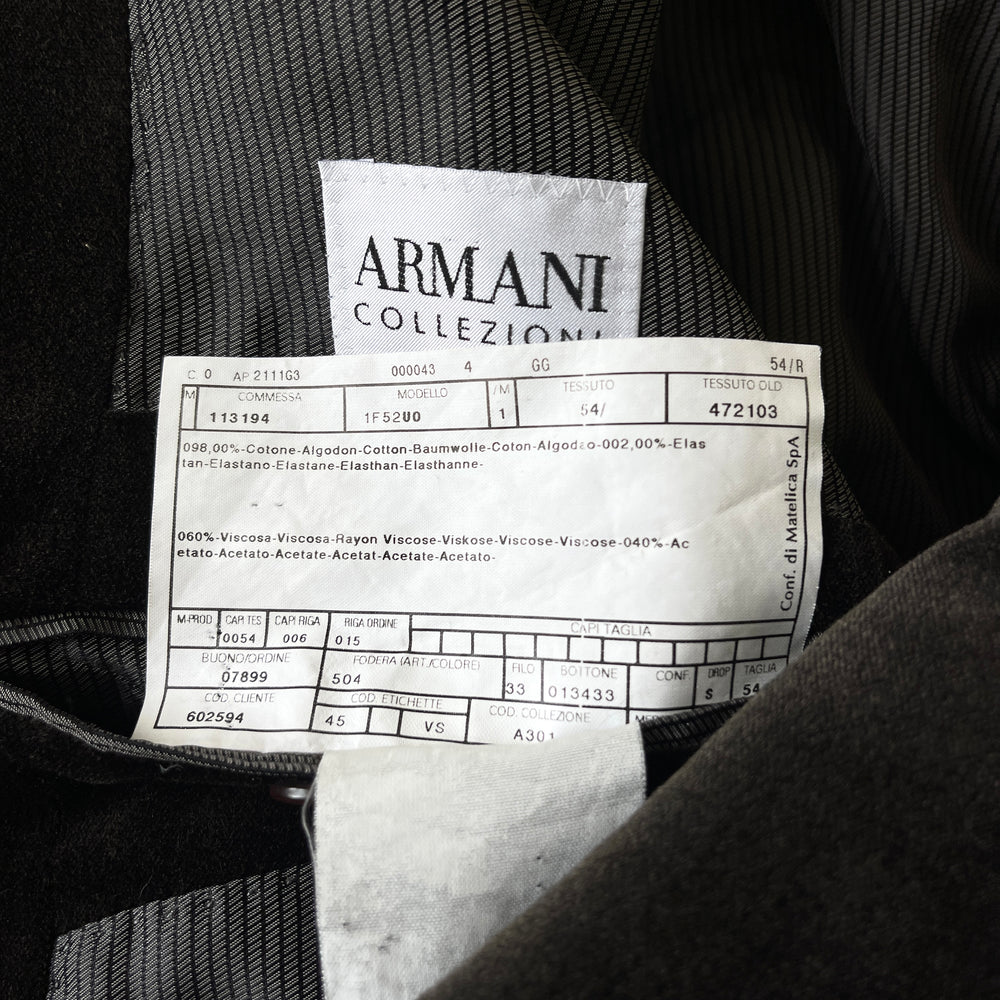 ARMANI
COLLEZIONI
C 0 AP 2111G3 000043 4 GG 54/R
M COMMESSA MODELLO /M TESSUTO TESSUTO OLD
113194 1F52U0 1 54/ 472103
098,00%-Cotone-Algodon-Cotton-Baumwolle-Coton-Algodao-002,00%-Elas
tan-Elastano-Elastane-Elasthan-Elasthanne-
- -
060%-Viscosa-Viscosa-Rayon Viscose-Viskose-Viscose-Viscose-040%-Ac
etato-Acetato-Acetate-Acetat-Acetate-Acetato-
Conf. di Matelica SpA
M-PROD CAPI TES CAPI RIGA RIGA ORDINE CAPI TAGLIA
0054 006 015
BUONO/ORDINE FODERA (ART./COLORE) FILO BOTTONE CONF. DROP TAGLIA
07899 504 33 013433 S 54
COD. CLIENTE COD. ETICHETTE COD. COLLEZIONE
602594 45 VS A301